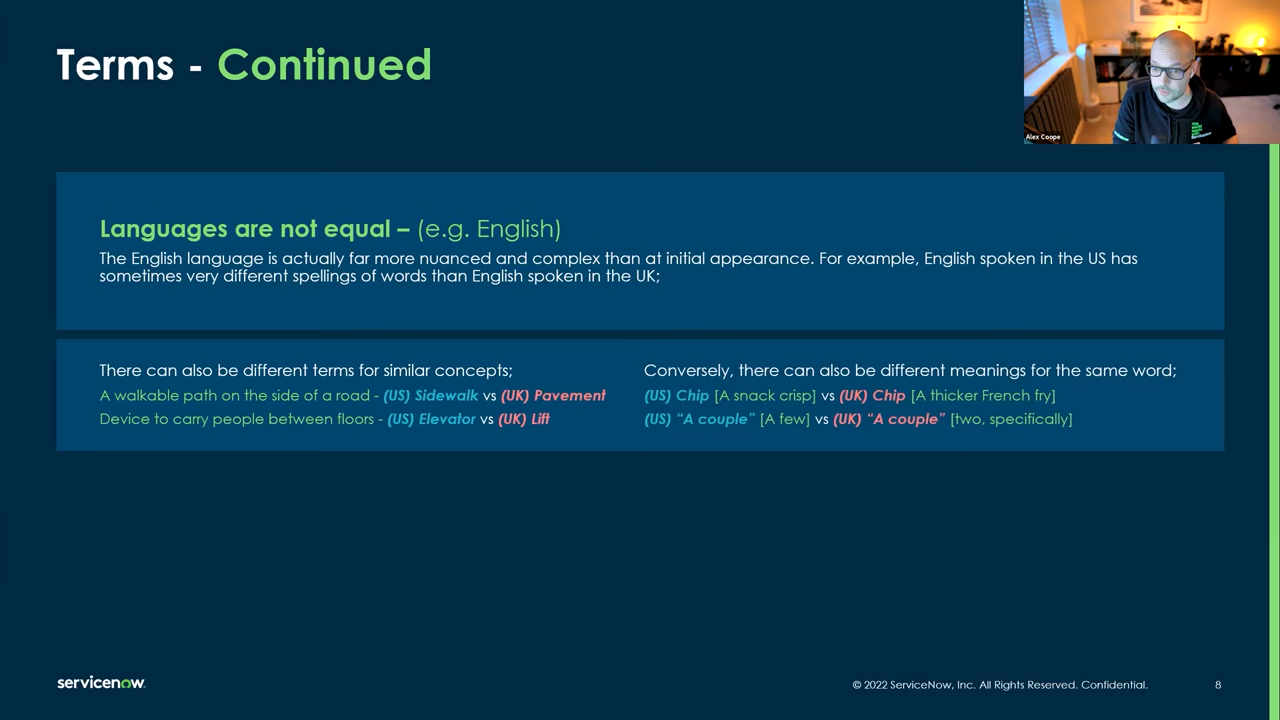 Terms - Continued
Alex Coope
Languages are not equal – (e.g. English)
The English language is actually far more nuanced and complex than at initial appearance. For example, English spoken in the US has
sometimes very different spellings of words than English spoken in the UK;
There can also be different terms for similar concepts;
A walkable path on the side of a road - (US) Sidewalk vs (UK) Pavement
Device to carry people between floors - (US) Elevator vs (UK) Lift
Conversely, there can also be different meanings for the same word;
(US) Chip [A snack crisp] vs (UK) Chip [A thicker French fry]
(US) “A couple” [A few] vs (UK) “A couple” [two, specifically]
servicenow.
© 2022 ServiceNow, Inc. All Rights Reserved. Confidential.
8